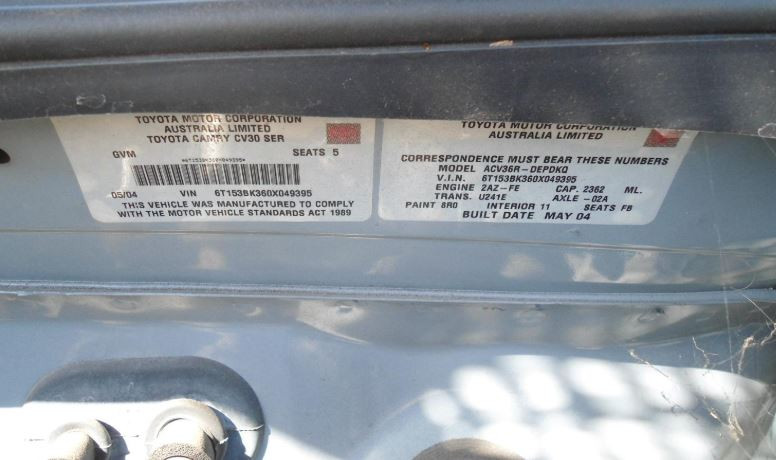 TOYOTA MOTOR CORPORATION
AUSTRALIA LIMITED
TOYOTA CAMRY CV30 SER
GVM SEATS 5
*6T153BK360X049395*
05/04 VIN 6T153BK360X049395
THIS VEHICLE WAS MANUFACTURED TO COMPLY
WITH THE MOTOR VEHICLE STANDARDS ACT 1989
TOYOTA MOTOR CORPORATION
AUSTRALIA LIMITED
CORRESPONDENCE MUST BEAR THESE NUMBERS
MODEL ACV36R-DEPDKQ
V.I.N. 6T153BK360X049395
ENGINE 2AZ-FE CAP. 2362 ML.
TRANS. U241E AXLE -02A
PAINT 8R0 INTERIOR 11 SEATS FB
BUILT DATE MAY 04